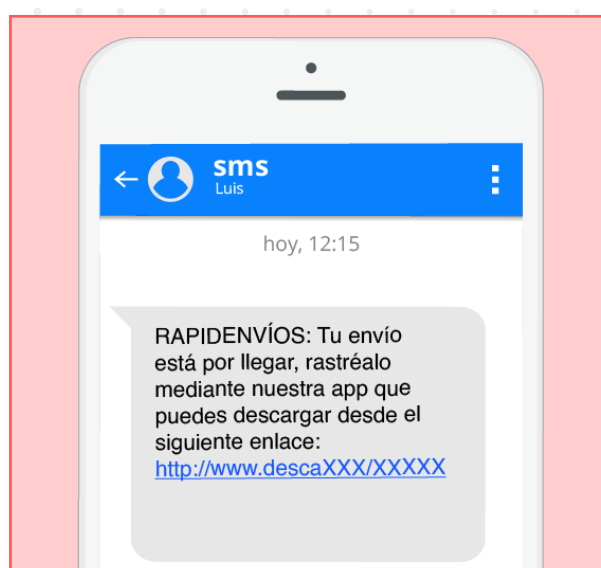 sms
Luis
hoy, 12:15
RAPIDENVÍOS: Tu envío
está por llegar, rastréalo
mediante nuestra app que
puedes descargar desde el
siguiente enlace:
http://www.descaXXX/XXXXX